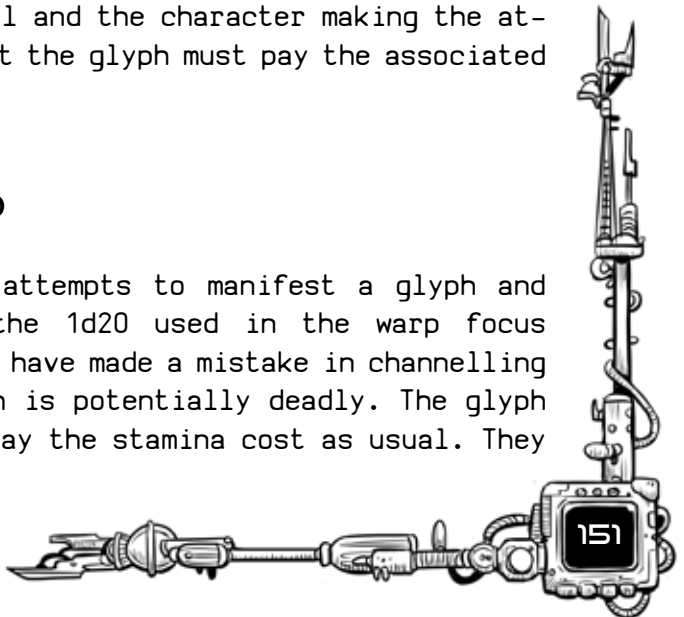 l and the character making the at-
t the glyph must pay the associated
attempts to manifest a glyph and
the 1d20 used in the warp focus
have made a mistake in channelling
n is potentially deadly. The glyph
ay the stamina cost as usual. They
151